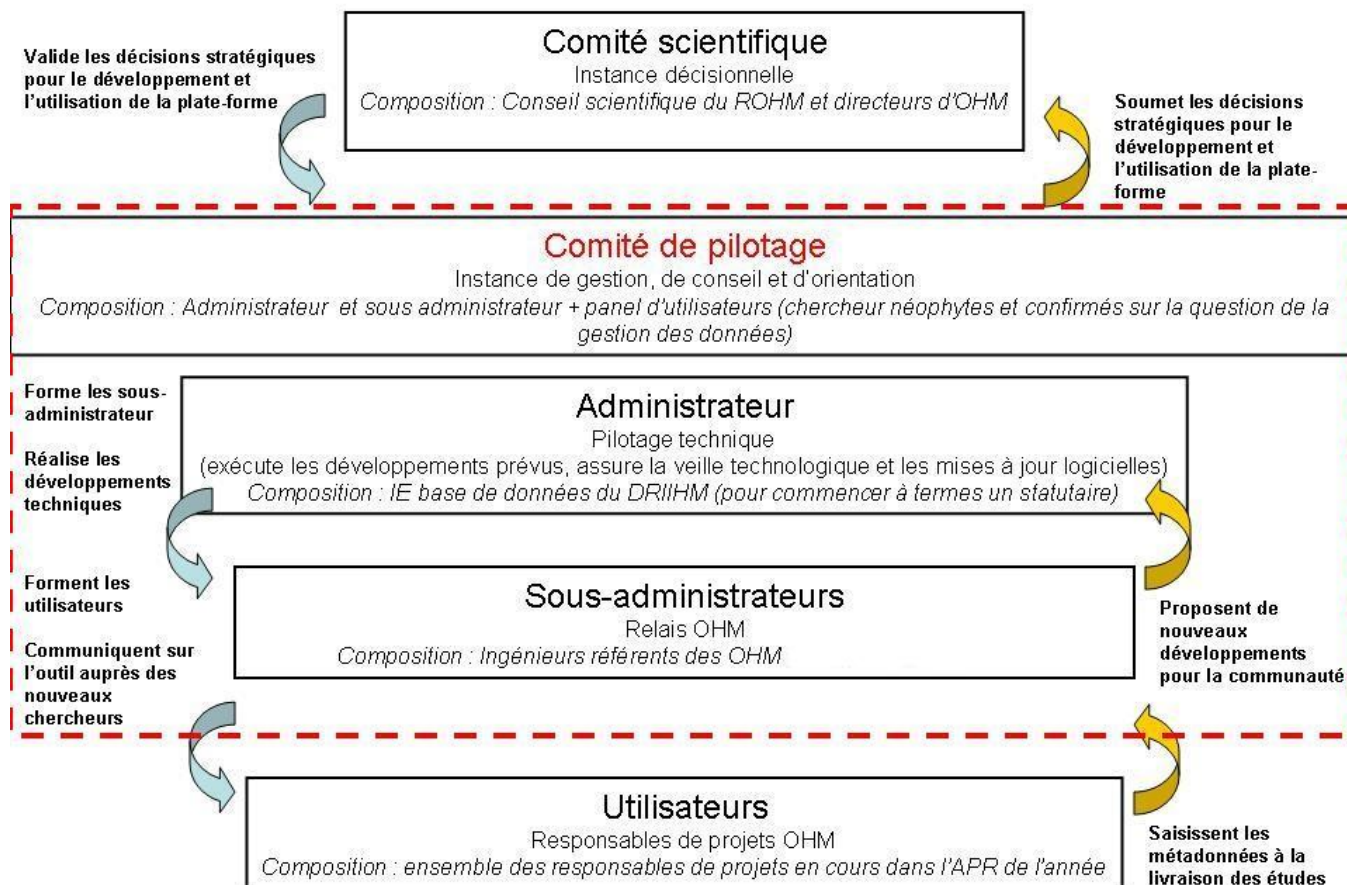 Comité scientifique
Instance décisionnelle
Composition : Conseil scientifique du ROHM et directeurs d'OHM
Valide les décisions stratégiques
pour le développement et
l'utilisation de la plate-forme
Soumet les décisions
stratégiques pour le
développement et
l'utilisation de la plate-
forme
Comité de pilotage
Instance de gestion, de conseil et d'orientation
Composition : Administrateur et sous administrateur + panel d'utilisateurs (chercheur néophytes et confirmés sur la question de la
gestion des données)
Forme les sous-
administrateur
Réalise les
développements
techniques
Administrateur
Pilotage technique
(exécute les développements prévus, assure la veille technologique et les mises à jour logicielles)
Composition : IE base de données du DRIIHM (pour commencer à termes un statutaire)
Forment les
utilisateurs
Communiquent sur
l'outil auprès des
nouveaux
chercheurs
Sous-administrateurs
Relais OHM
Composition : Ingénieurs référents des OHM
Proposent de
nouveaux
développements
pour la communauté
Utilisateurs
Responsables de projets OHM
Composition : ensemble des responsables de projets en cours dans l'APR de l'année
Saisissent les
métadonnées à la
livraison des études